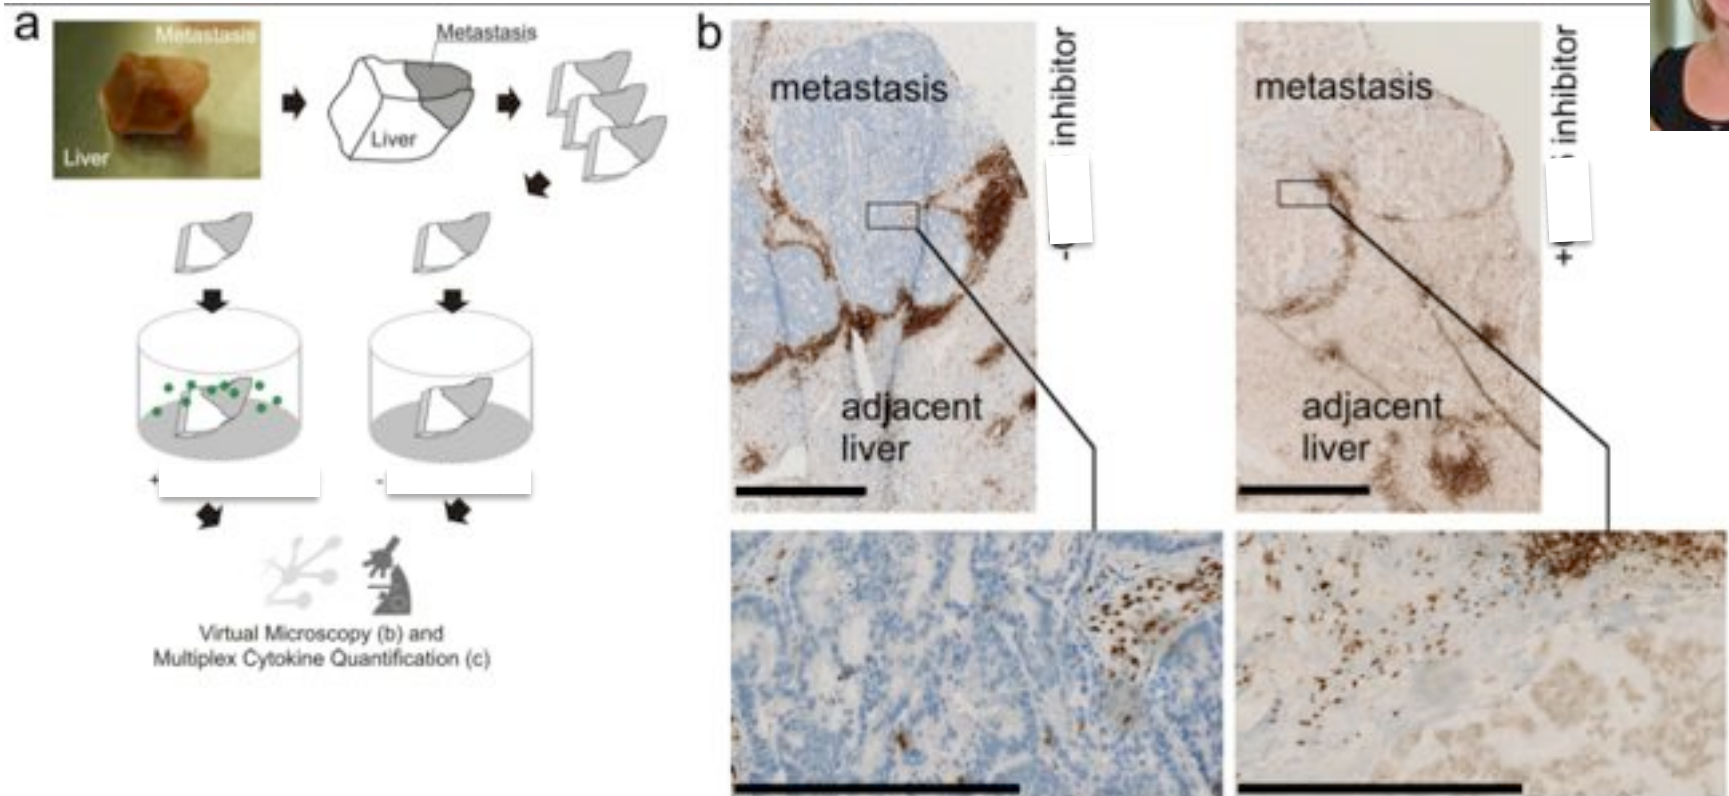 a
Metastasis
Liver
Metastasis
Liver
+
-
Virtual Microscopy (b) and
Multiplex Cytokine Quantification (c)
b
metastasis
adjacent
liver
- inhibitor
metastasis
adjacent
liver
+ inhibitor